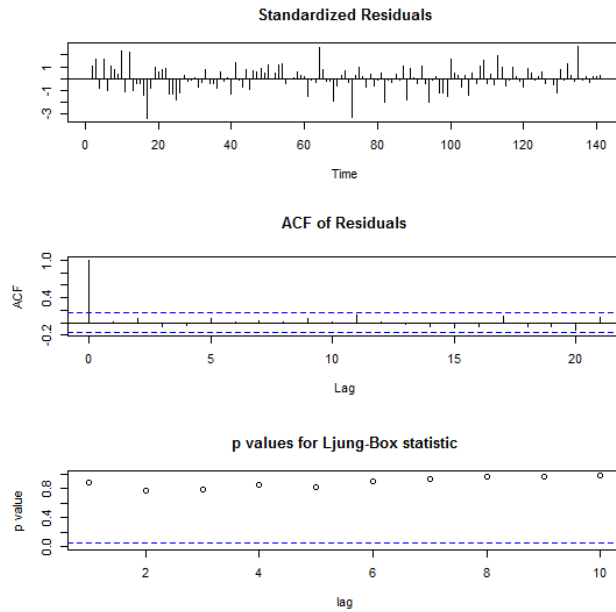 Standardized Residuals
1
-1
-3
0 20 40 60 80 100 120 140
Time
ACF of Residuals
ACF
1.0
0.4
-0.2
0 5 10 15 20
Lag
p values for Ljung-Box statistic
p value
0.8
0.4
0.0
2 4 6 8 10
lag